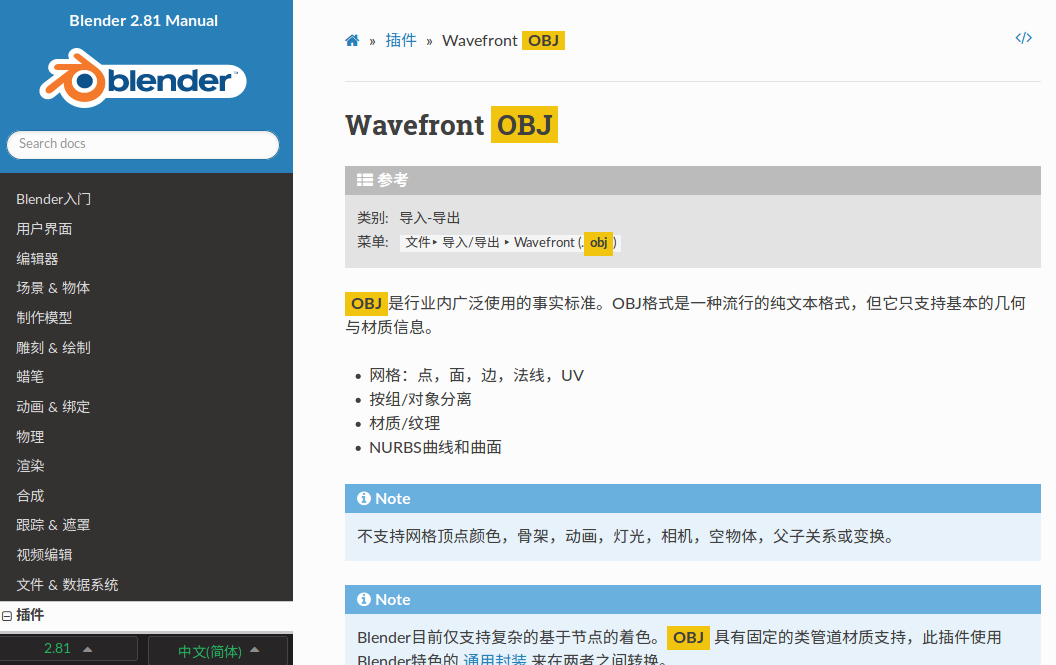 Blender 2.81 Manual
blender™
Search docs
Blender入门
用户界面
编辑器
场景 & 物体
制作模型
雕刻 & 绘制
蜡笔
动画 & 绑定
物理
渲染
合成
跟踪 & 遮罩
视频编辑
文件 & 数据系统
插件
2.81
中文(简体)
» 插件 » Wavefront OBJ
Wavefront OBJ
参考
类别: 导入-导出
菜单: 文件‣ 导入/导出 ‣ Wavefront (.obj)
OBJ是行业内广泛使用的事实标准。OBJ格式是一种流行的纯文本格式，但它只支持基本的几何
与材质信息。
• 网格：点，面，边，法线，UV
• 按组/对象分离
• 材质/纹理
• NURBS曲线和曲面
Note
不支持网格顶点颜色，骨架，动画，灯光，相机，空物体，父子关系或变换。
Note
Blender目前仅支持复杂的基于节点的着色。 OBJ 具有固定的类管道材质支持，此插件使用
Blender特色的 通用封装 来在两者之间转换。